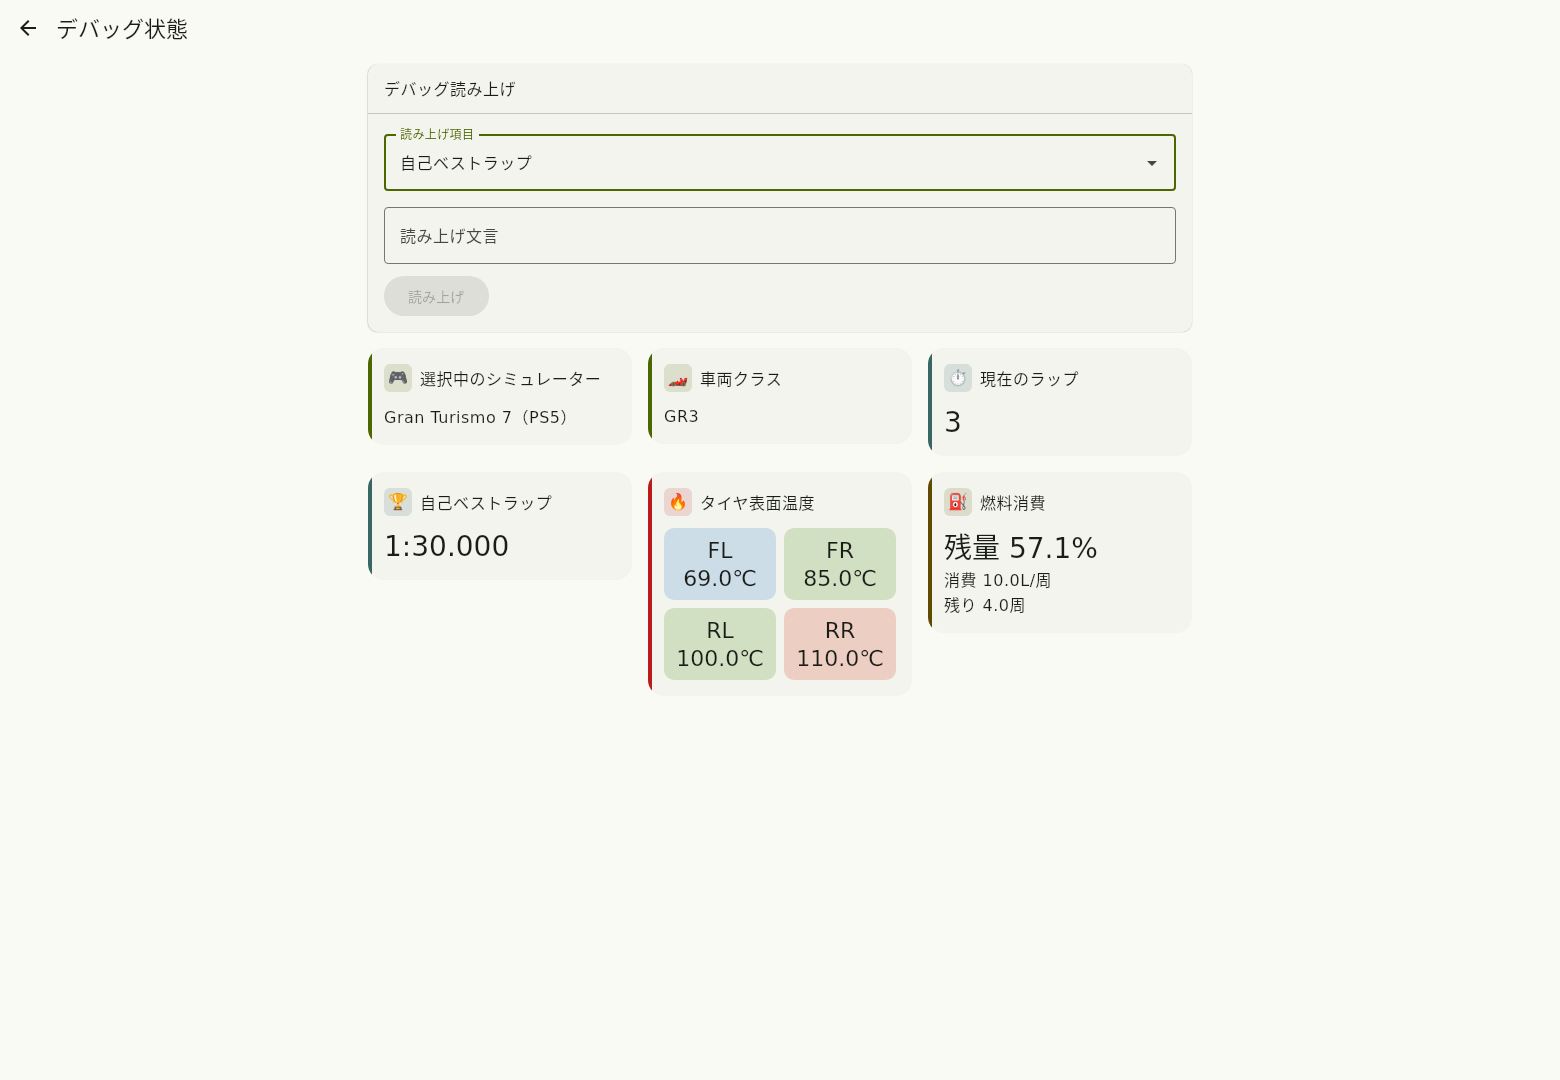 デバッグ状態
デバッグ読み上げ
読み上げ項目
自己ベストラップ
読み上げ文言
読み上げ
選択中のシミュレーター
Gran Turismo 7（PS5）
車両クラス
GR3
現在のラップ
3
自己ベストラップ
1:30.000
タイヤ表面温度
FL
69.0℃
FR
85.0℃
RL
100.0℃
RR
110.0℃
燃料消費
残量 57.1%
消費 10.0L/周
残り 4.0周